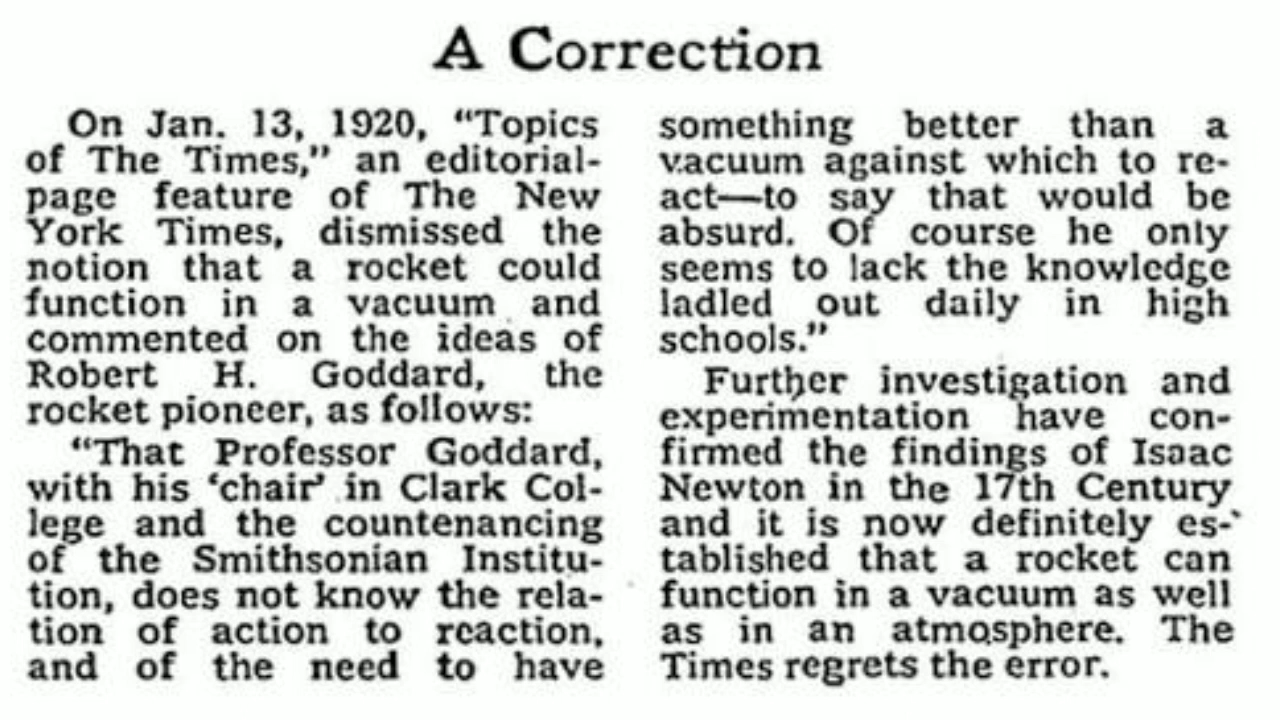 A Correction
On Jan. 13, 1920, “Topics
of The Times,” an editorial-
page feature of The New
York Times, dismissed the
notion that a rocket could
function in a vacuum and
commented on the ideas of
Robert H. Goddard, the
rocket pioneer, as follows:
“That Professor Goddard,
with his ‘chair’ in Clark Col-
lege and the countenancing
of the Smithsonian Institu-
tion, does not know the rela-
tion of action to reaction,
and of the need to have
something better than a
vacuum against which to re-
act—to say that would be
absurd. Of course he only
seems to lack the knowledge
ladled out daily in high
schools.”
Further investigation and
experimentation have con-
firmed the findings of Isaac
Newton in the 17th Century
and it is now definitely es-
tablished that a rocket can
function in a vacuum as well
as in an atmosphere. The
Times regrets the error.